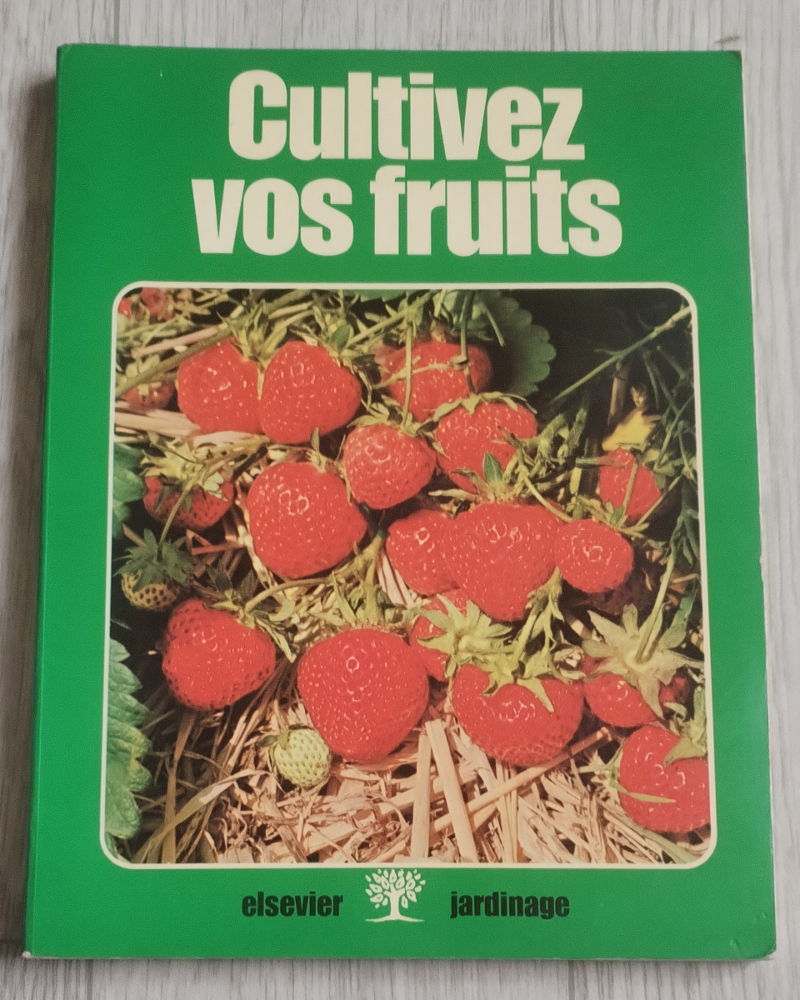 Cultivez
vos fruits
elsevier jardinage